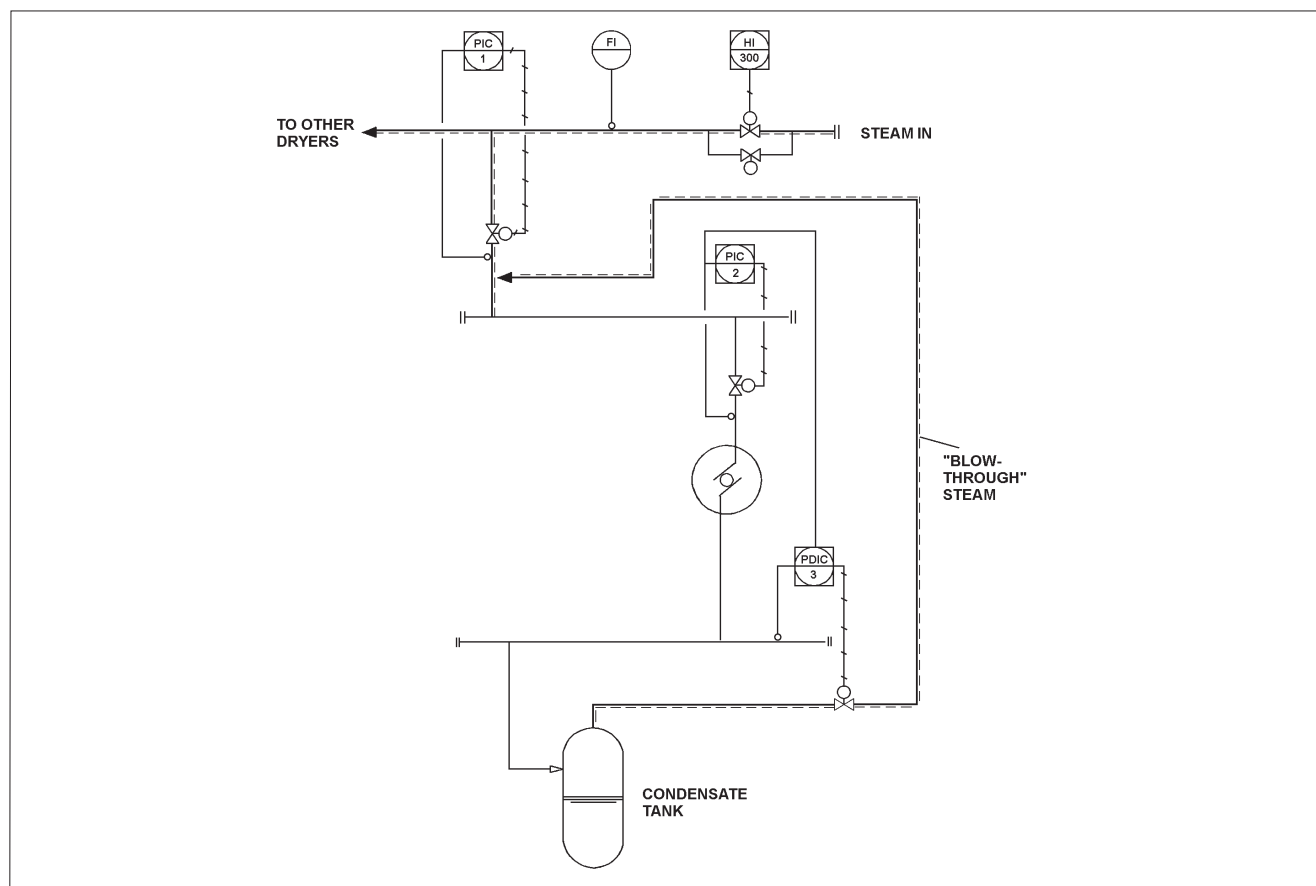 PIC
1
FI
HI
300
TO OTHER
DRYERS
STEAM IN
PIC
2
"BLOW-
THROUGH"
STEAM
PDIC
3
CONDENSATE
TANK